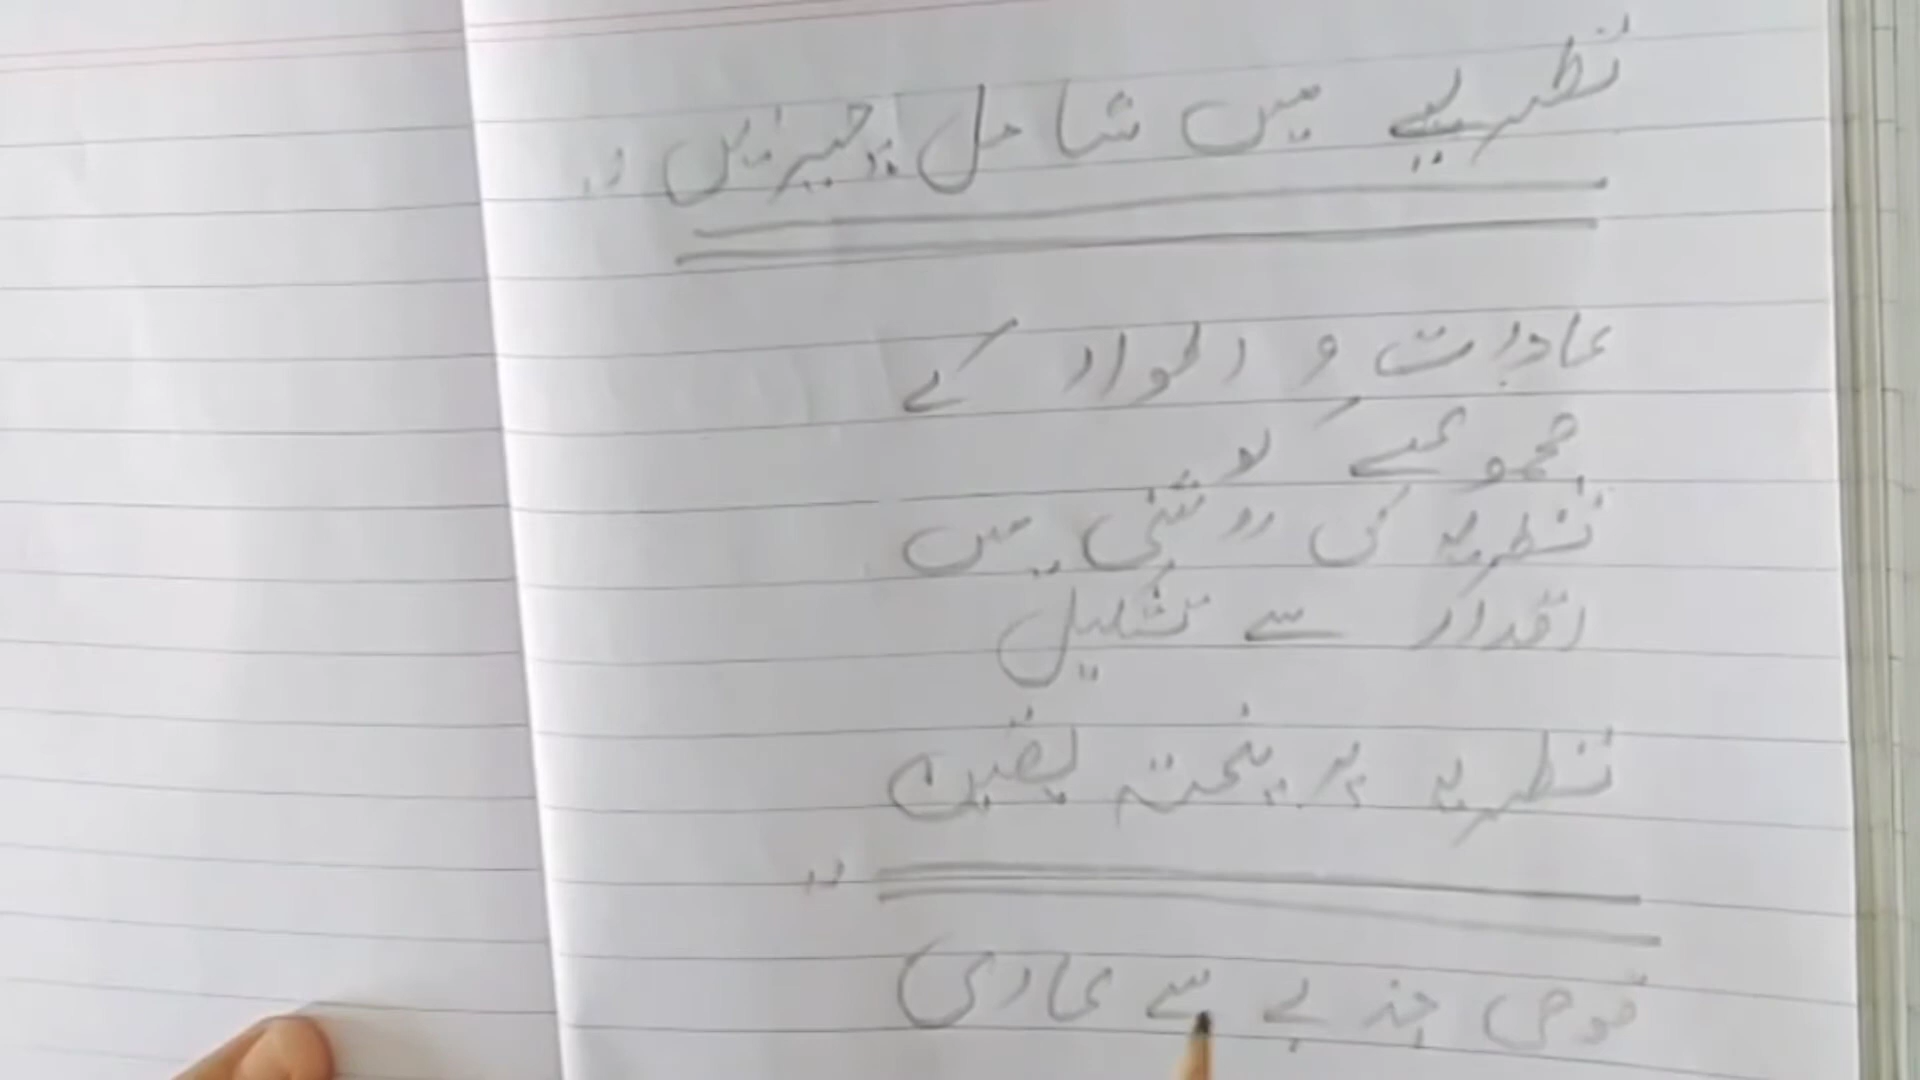 نظریے میں شامل چیزیں :
عادات و اطوار کے
مجموعے کا
نظریہ کی روشنی میں
اقدار سے تشکیل
نظریہ پر پختہ یقین
:
قومی جذبے سے عاری